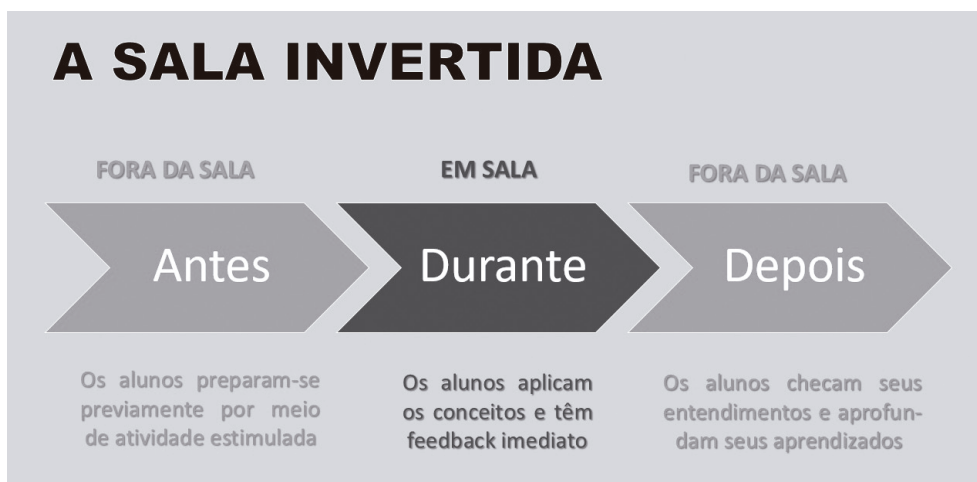 A SALA INVERTIDA
FORA DA SALA
EM SALA
FORA DA SALA
Antes
Durante
Depois
Os alunos preparam-se
previamente por meio
de atividade estimulada
Os alunos aplicam
os conceitos e têm
feedback imediato
Os alunos checam seus
entendimentos e aprofun-
dam seus aprendizados